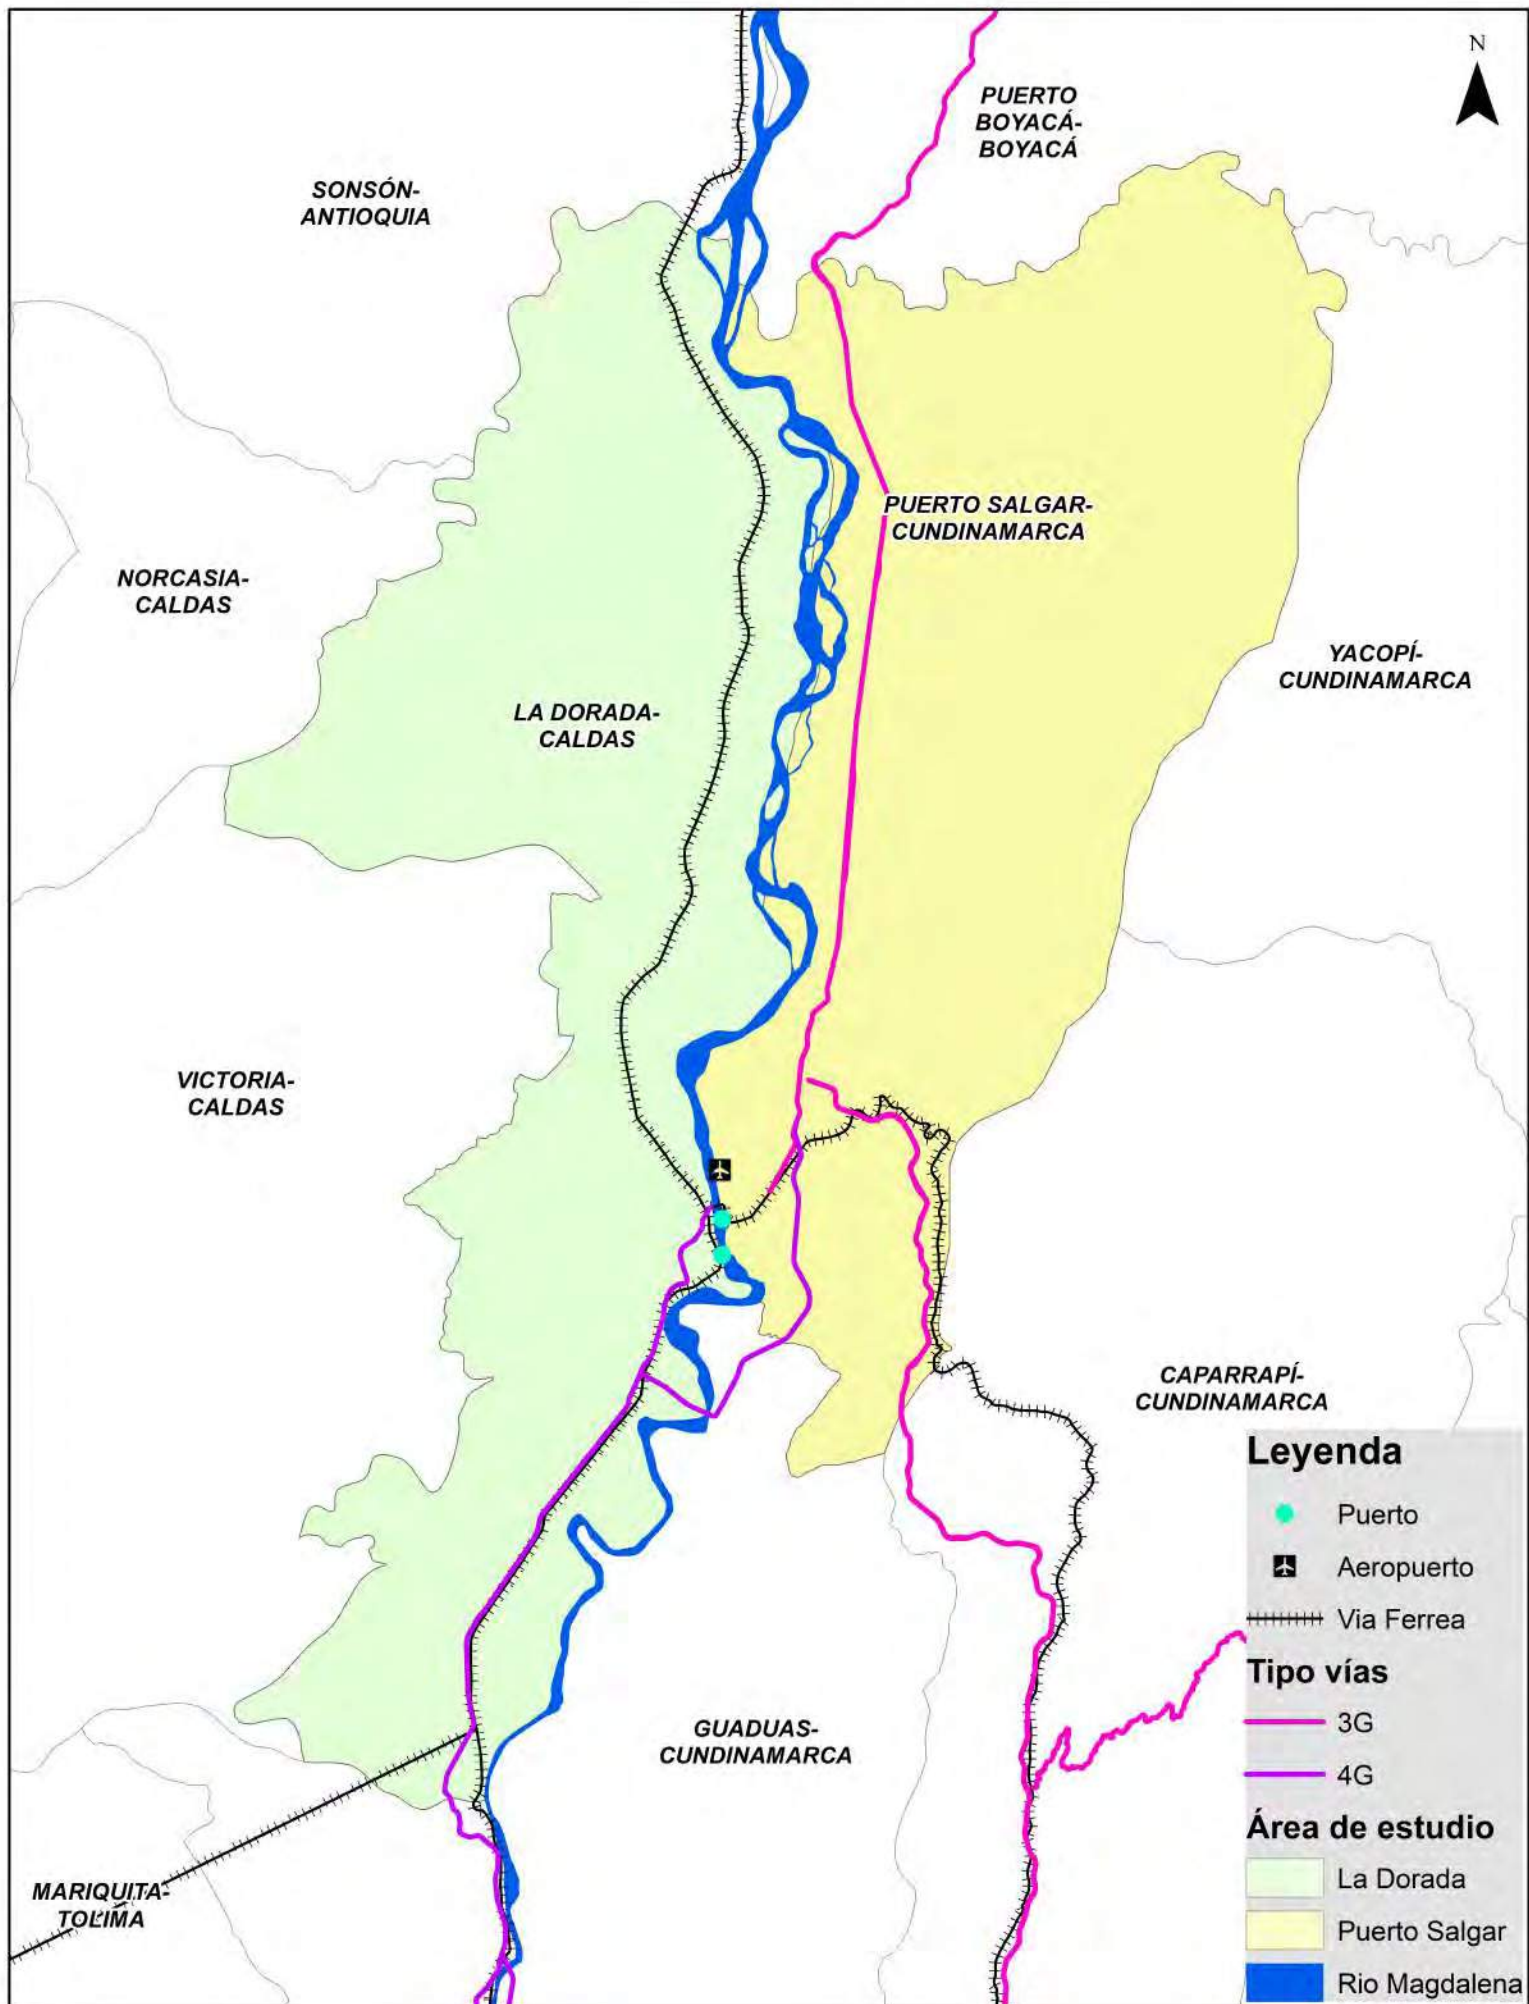 N
PUERTO
BOYACÁ-
BOYACÁ
SONSÓN-
ANTIOQUIA
PUERTO SALGAR-
CUNDINAMARCA
NORCASIA-
CALDAS
YACOPÍ-
CUNDINAMARCA
LA DORADA-
CALDAS
VICTORIA-
CALDAS
CAPARRAPÍ-
CUNDINAMARCA
GUADUAS-
CUNDINAMARCA
MARIQUITA-
TOLIMA
Leyenda
Puerto
Aeropuerto
Via Ferrea
Tipo vías
3G
4G
Área de estudio
La Dorada
Puerto Salgar
Rio Magdalena